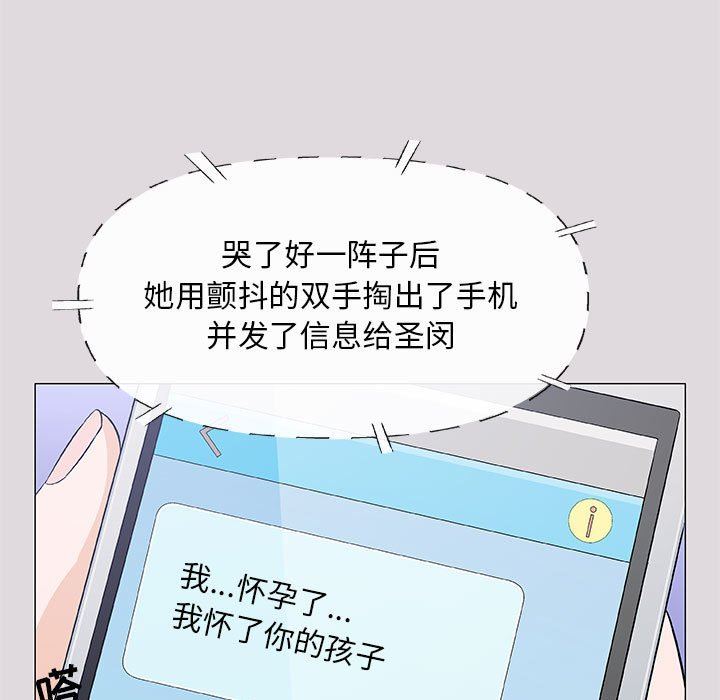 哭了好一阵子后
她用颤抖的双手掏出了手机
并发了信息给圣闵
i
我...怀孕了...
我怀了你的孩子
嗒